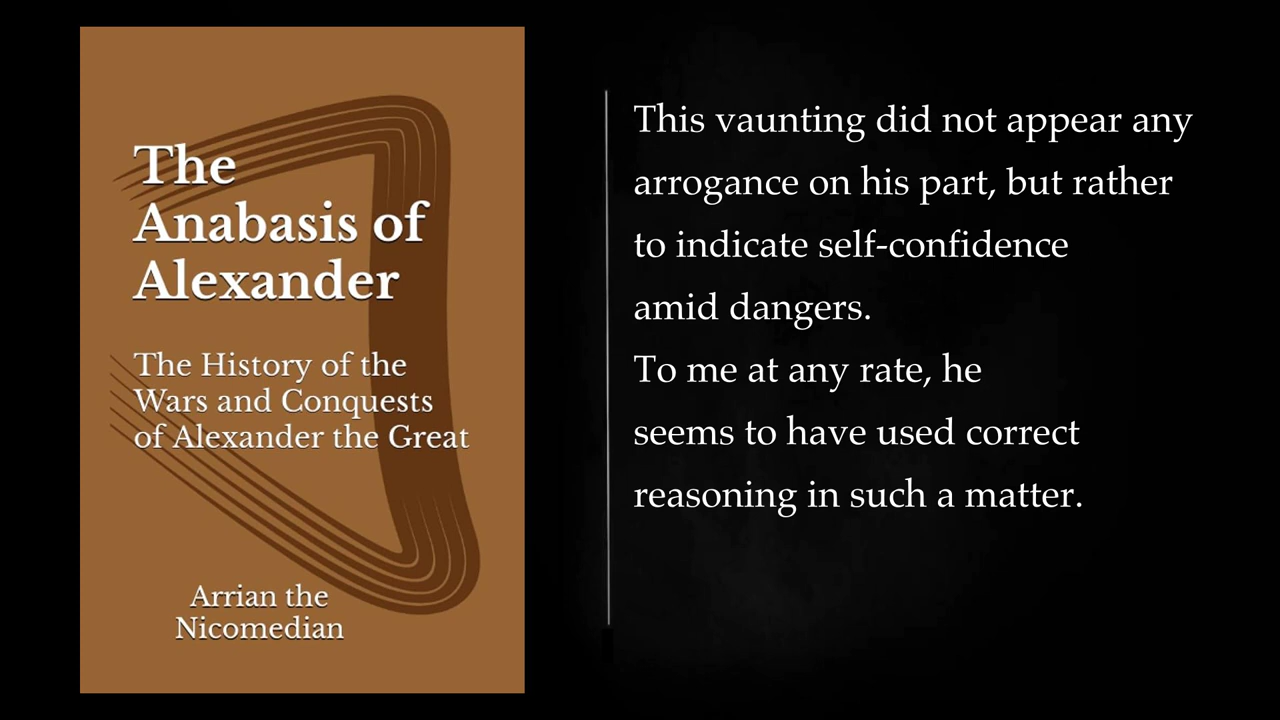 The
Anabasis of
Alexander
The History of the
Wars and Conquests
of Alexander the Great
Arrian the
Nicomedian
This vaunting did not appear any
arrogance on his part, but rather
to indicate self-confidence
amid dangers.
To me at any rate, he
seems to have used correct
reasoning in such a matter.